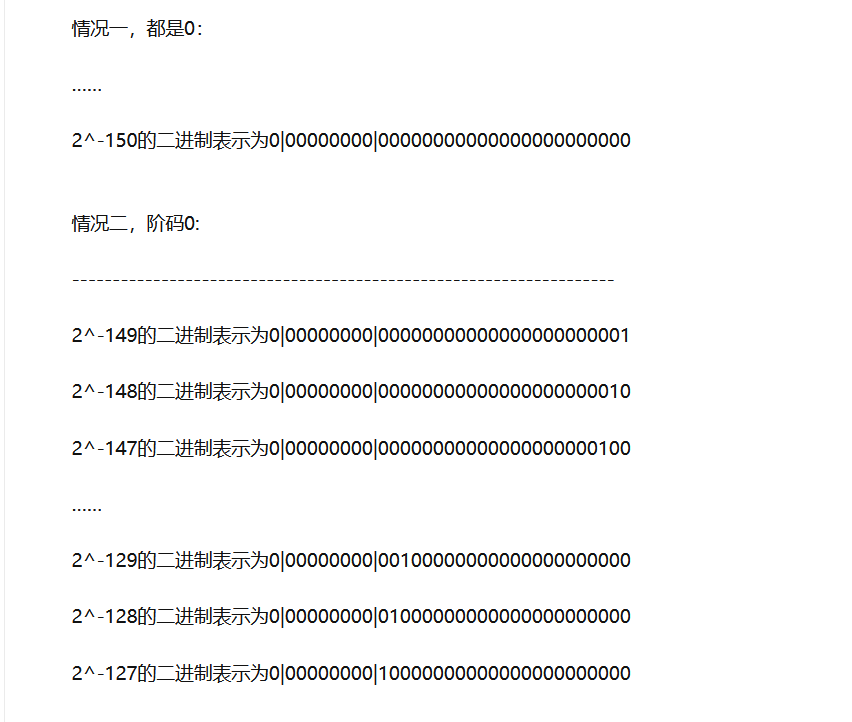 情况一，都是0：
......
2^-150的二进制表示为0|00000000|00000000000000000000000
情况二，阶码0:
-------------------------------------------------------------------
2^-149的二进制表示为0|00000000|00000000000000000000001
2^-148的二进制表示为0|00000000|00000000000000000000010
2^-147的二进制表示为0|00000000|00000000000000000000100
......
2^-129的二进制表示为0|00000000|00100000000000000000000
2^-128的二进制表示为0|00000000|01000000000000000000000
2^-127的二进制表示为0|00000000|10000000000000000000000